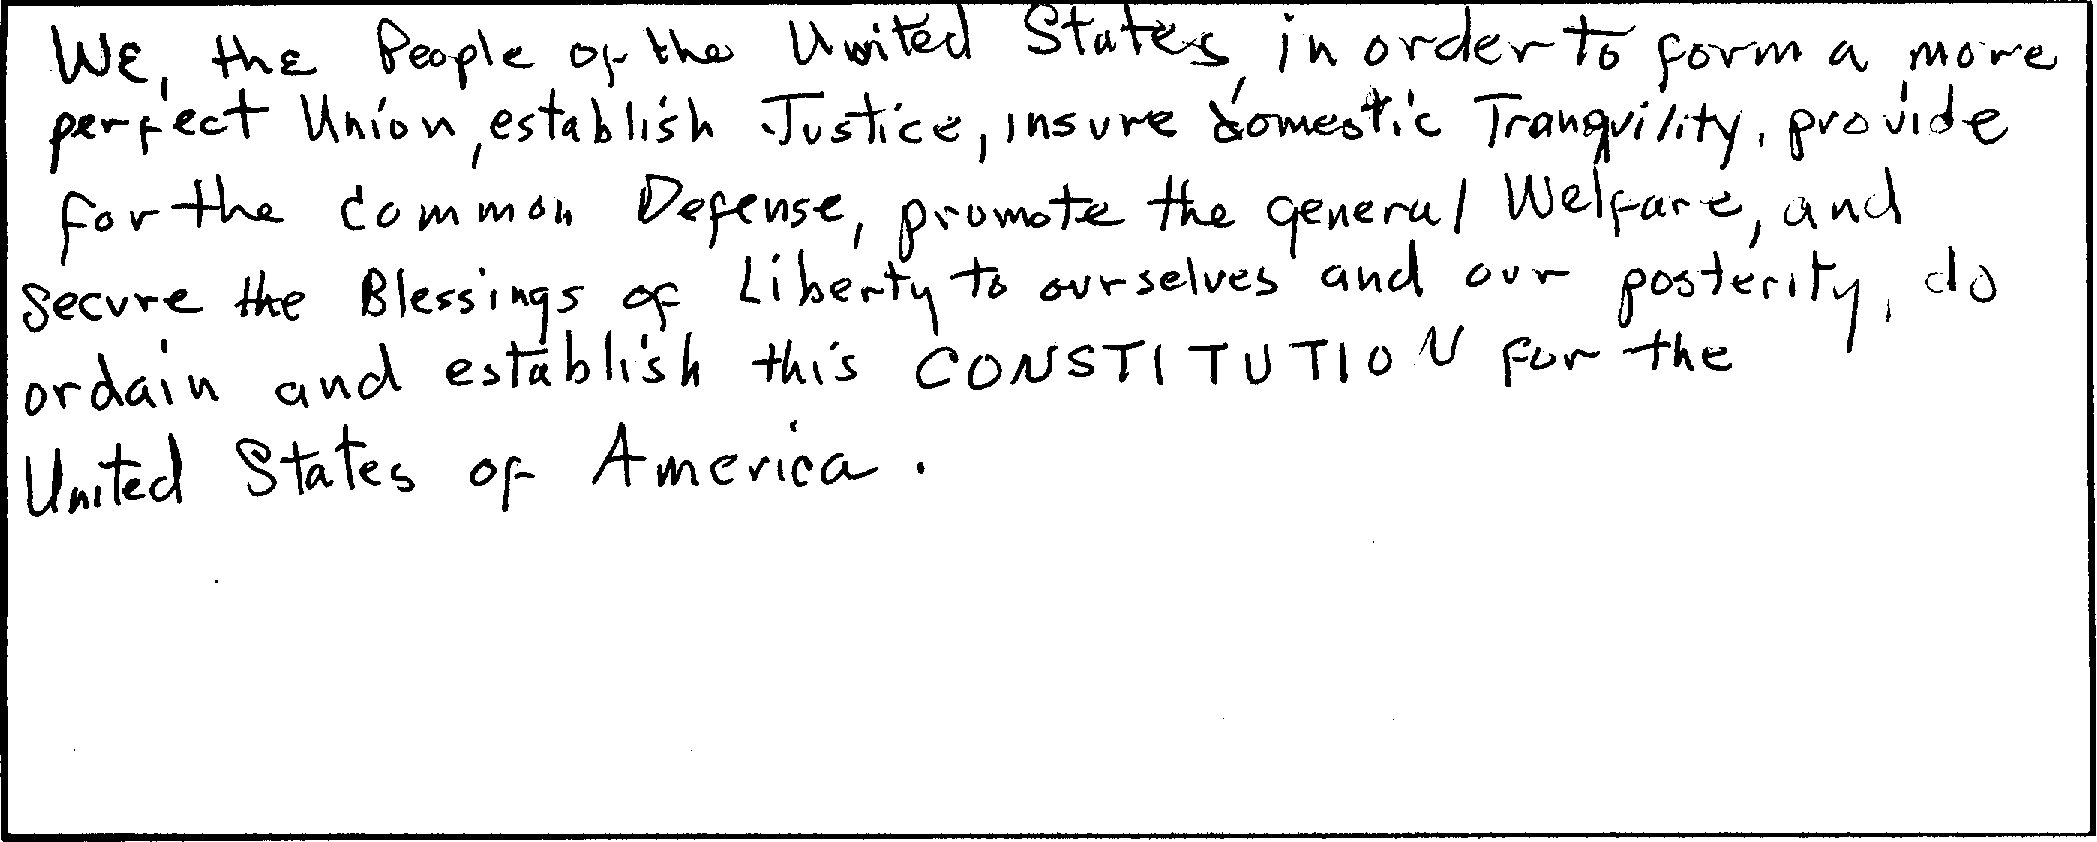 We, the People of the United States, in order to form a more
perfect Union, establish Justice, insure domestic Tranquility, provide
for the common Defense, promote the general Welfare, and
secure the Blessings of Liberty to ourselves and our posterity, do
ordain and establish this CONSTITUTION for the
United States of America.